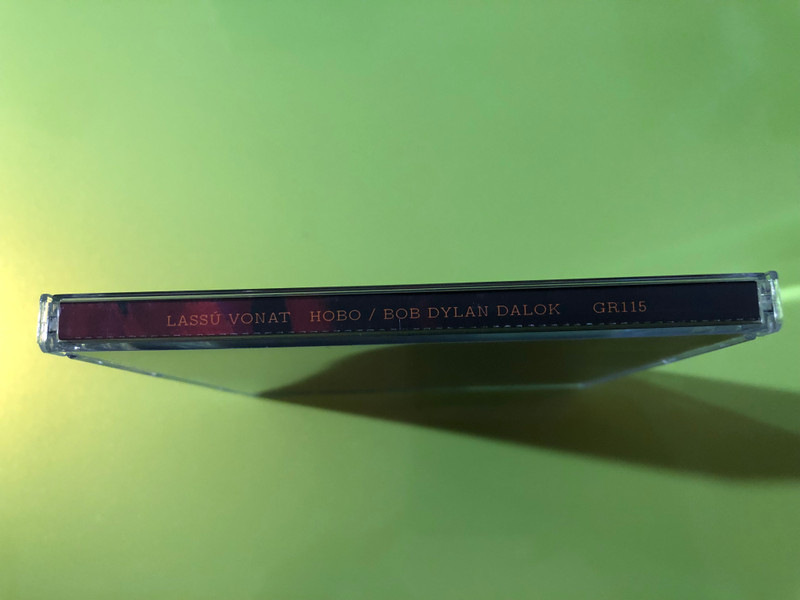 LASSÚ VONAT HOBO / BOB DYLAN DALOK GR115